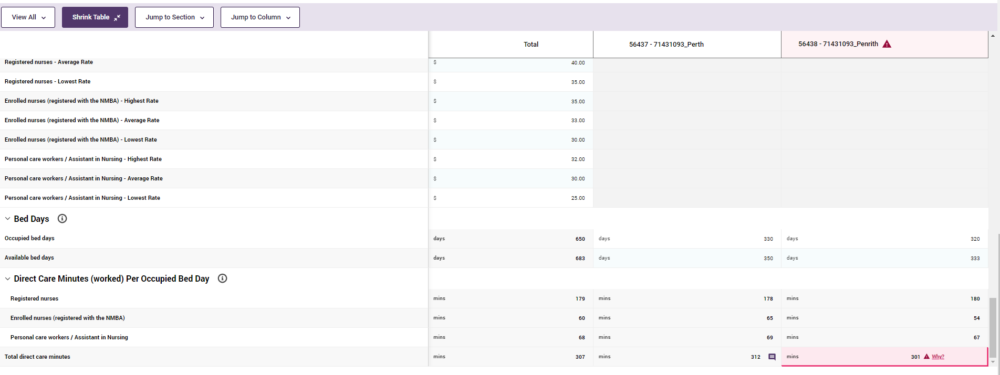 View All Shrink Table Jump to Section Jump to Column
Total 56437 - 71431093_Perth 56438 - 71431093_Penrith
Registered nurses - Average Rate $ 40.00
Registered nurses - Lowest Rate $ 35.00
Enrolled nurses (registered with the NMBA) - Highest Rate $ 35.00
Enrolled nurses (registered with the NMBA) - Average Rate $ 33.00
Enrolled nurses (registered with the NMBA) - Lowest Rate $ 30.00
Personal care workers / Assistant in Nursing - Highest Rate $ 32.00
Personal care workers / Assistant in Nursing - Average Rate $ 30.00
Personal care workers / Assistant in Nursing - Lowest Rate $ 25.00
Bed Days
Occupied bed days days 650 days 330 days 320
Available bed days days 683 days 350 days 333
Direct Care Minutes (worked) Per Occupied Bed Day
Registered nurses mins 179 mins 178 mins 180
Enrolled nurses (registered with the NMBA) mins 60 mins 65 mins 54
Personal care workers / Assistant in Nursing mins 68 mins 69 mins 67
Total direct care minutes mins 307 mins 312 mins 301 Why?